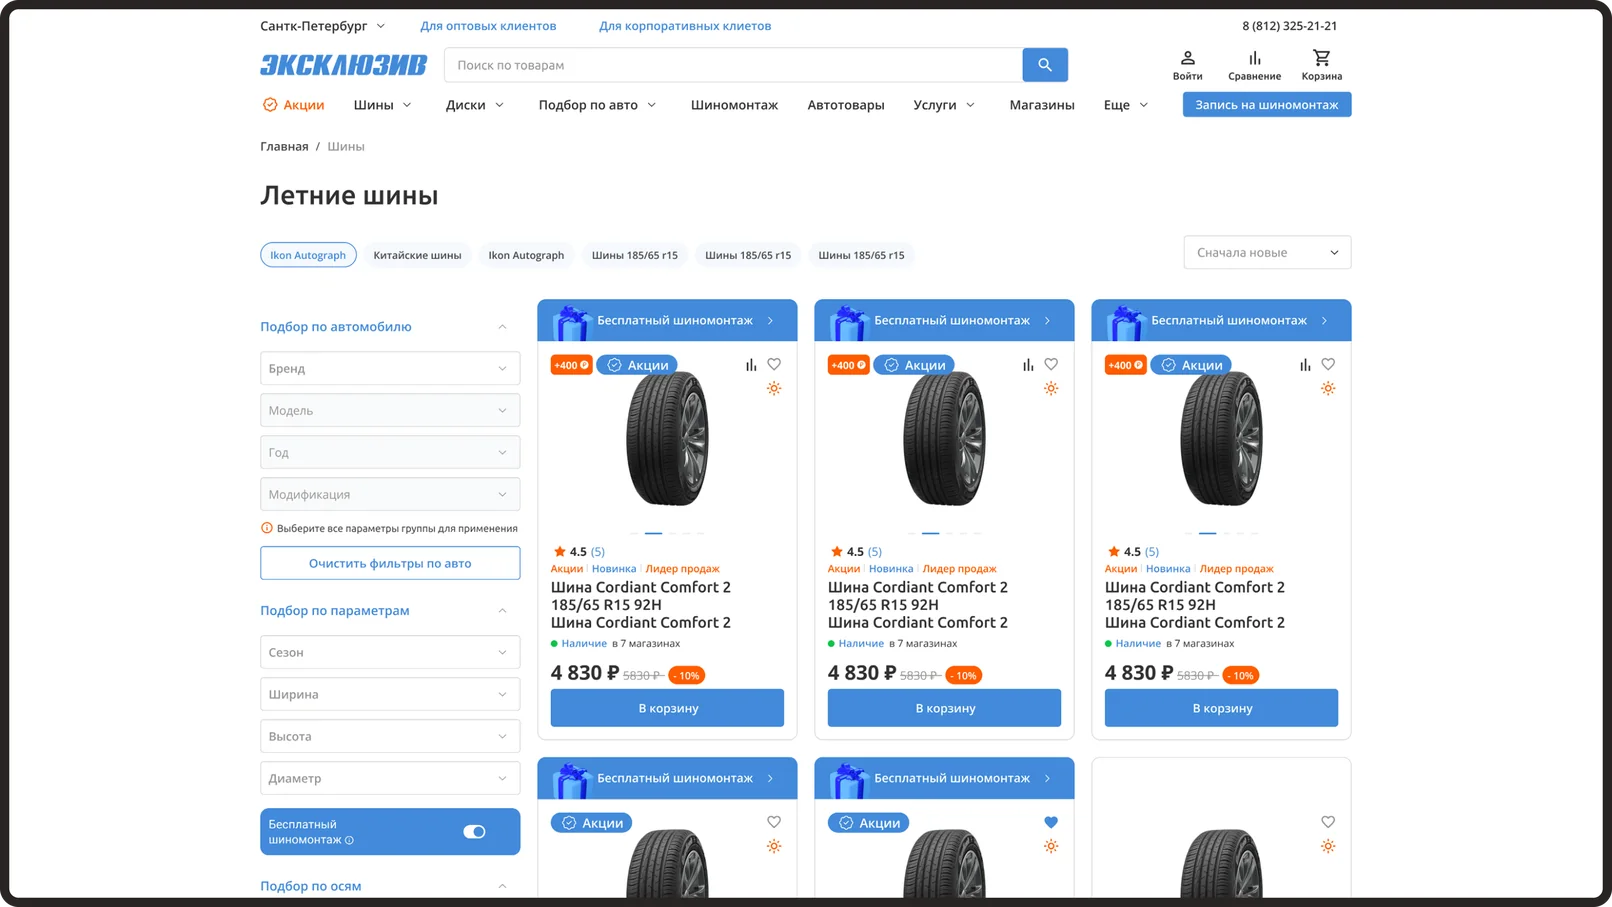 Сантк-Петербург
Для оптовых клиентов
Для корпоративных клиетов
8 (812) 325-21-21
ЭКСКЛЮЗИВ
Поиск по товарам
Войти
Сравнение
Корзина
Акции
Шины
Диски
Подбор по авто
Шиномонтаж
Автотовары
Услуги
Магазины
Еще
Запись на шиномонтаж
Главная / Шины
Летние шины
Ikon Autograph
Китайские шины
Ikon Autograph
Шины 185/65 r15
Шины 185/65 r15
Шины 185/65 r15
Сначала новые
Подбор по автомобилю
Бренд
Модель
Год
Модификация
Выберите все параметры группы для применения
Очистить фильтры по авто
Подбор по параметрам
Сезон
Ширина
Высота
Диаметр
Бесплатный
шиномонтаж
Подбор по осям
Бесплатный шиномонтаж
+400 ₽
Акции
4.5 (5)
Акции | Новинка | Лидер продаж
Шина Cordiant Comfort 2
185/65 R15 92H
Шина Cordiant Comfort 2
Наличие в 7 магазинах
4 830 ₽ 5830 ₽ - 10%
В корзину
Бесплатный шиномонтаж
+400 ₽
Акции
4.5 (5)
Акции | Новинка | Лидер продаж
Шина Cordiant Comfort 2
185/65 R15 92H
Шина Cordiant Comfort 2
Наличие в 7 магазинах
4 830 ₽ 5830 ₽ - 10%
В корзину
Бесплатный шиномонтаж
+400 ₽
Акции
4.5 (5)
Акции | Новинка | Лидер продаж
Шина Cordiant Comfort 2
185/65 R15 92H
Шина Cordiant Comfort 2
Наличие в 7 магазинах
4 830 ₽ 5830 ₽ - 10%
В корзину
Бесплатный шиномонтаж
Акции
Бесплатный шиномонтаж
Акции